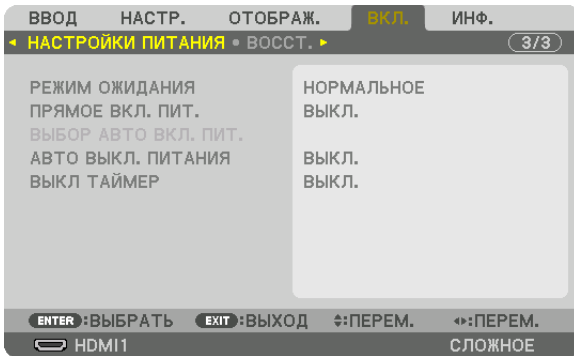 ВВОД НАСТР. ОТОБРАЖ. ВКЛ. ИНФ.
НАСТРОЙКИ ПИТАНИЯ • ВОССТ. 3/3
РЕЖИМ ОЖИДАНИЯ НОРМАЛЬНОЕ
ПРЯМОЕ ВКЛ. ПИТ. ВЫКЛ.
ВЫБОР АВТО ВКЛ. ПИТ.
АВТО ВЫКЛ. ПИТАНИЯ ВЫКЛ.
ВЫКЛ ТАЙМЕР ВЫКЛ.
ENTER :ВЫБРАТЬ EXIT :ВЫХОД :ПЕРЕМ. :ПЕРЕМ.
HDMI1 СЛОЖНОЕ